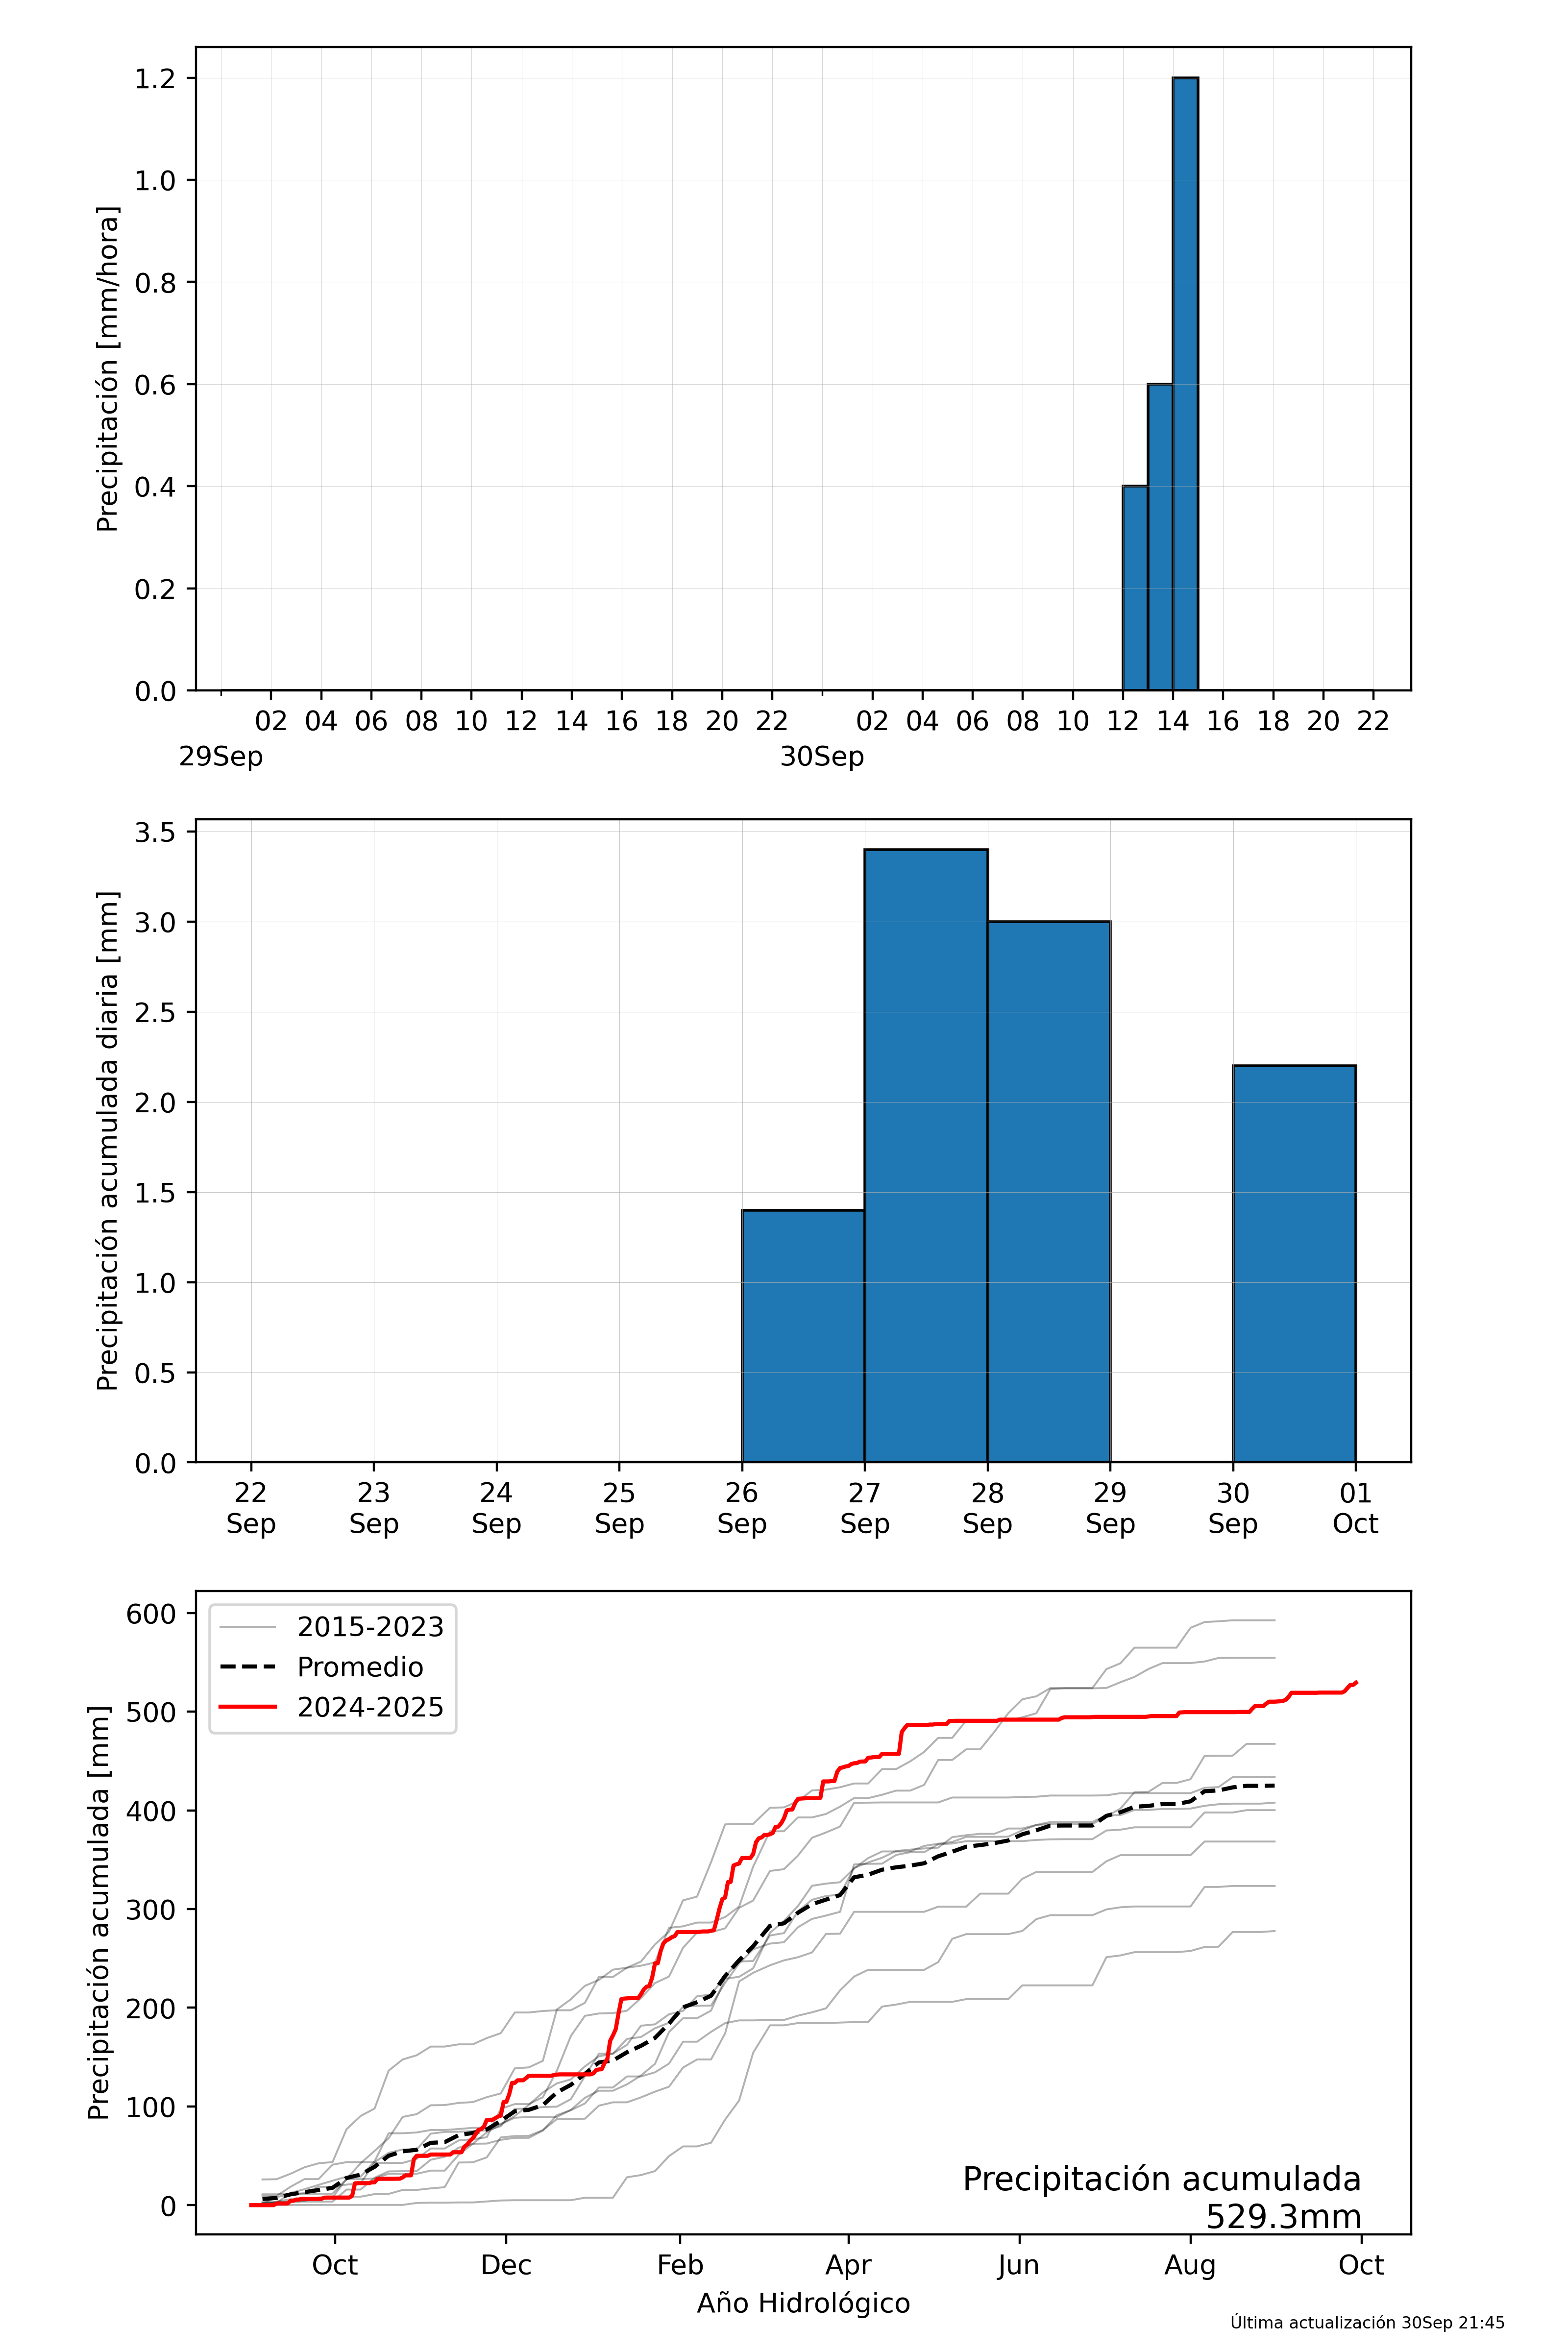 Precipitación [mm/hora]
1.2
1.0
0.8
0.6
0.4
0.2
0.0
02 04 06 08 10 12 14 16 18 20 22 02 04 06 08 10 12 14 16 18 20 22
29Sep 30Sep
Precipitación acumulada diaria [mm]
3.5
3.0
2.5
2.0
1.5
1.0
0.5
0.0
22 23 24 25 26 27 28 29 30 01
Sep Sep Sep Sep Sep Sep Sep Sep Sep Oct
Precipitación acumulada [mm]
600
500
400
300
200
100
0
2015-2023
Promedio
2024-2025
Precipitación acumulada
529.3mm
Oct Dec Feb Apr Jun Aug Oct
Año Hidrológico
Última actualización 30Sep 21:45